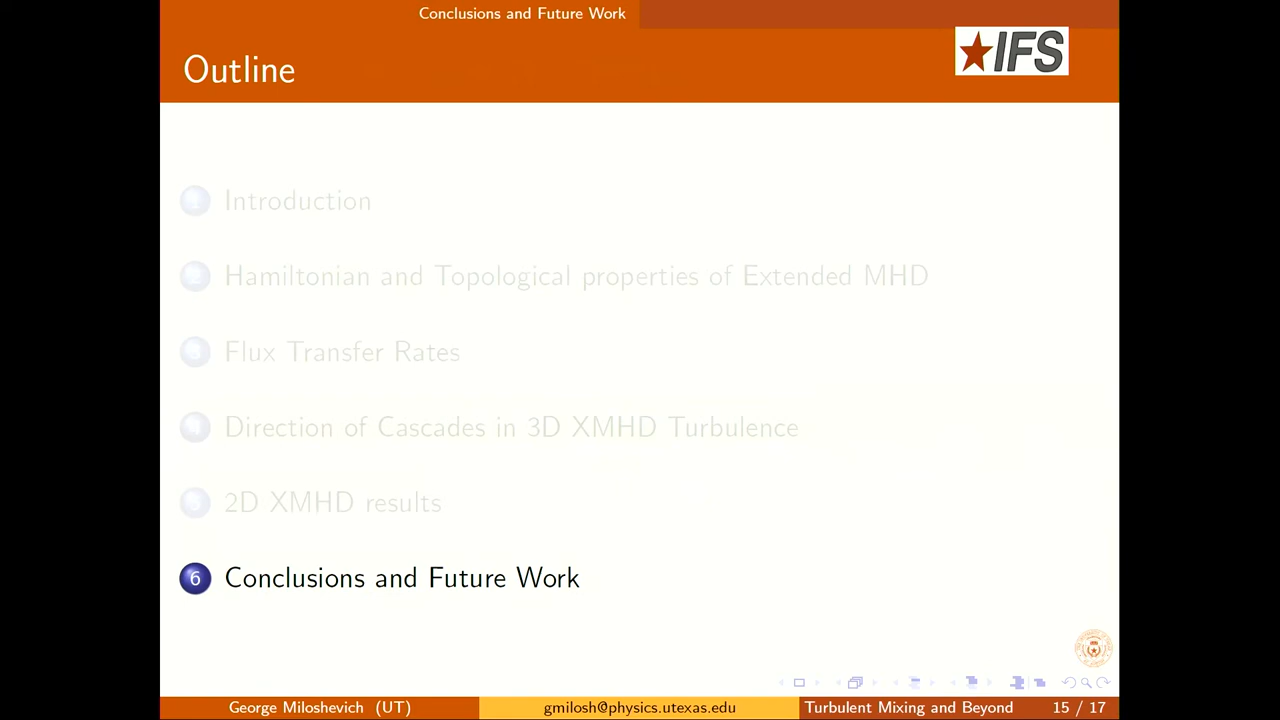 Conclusions and Future Work
Outline
IFS
Introduction
Hamiltonian and Topological properties of Extended MHD
Flux Transfer Rates
Direction of Cascades in 3D XMHD Turbulence
2D XMHD results
6 Conclusions and Future Work
George Miloshevich (UT) gmilosh@physics.utexas.edu Turbulent Mixing and Beyond 15 / 17